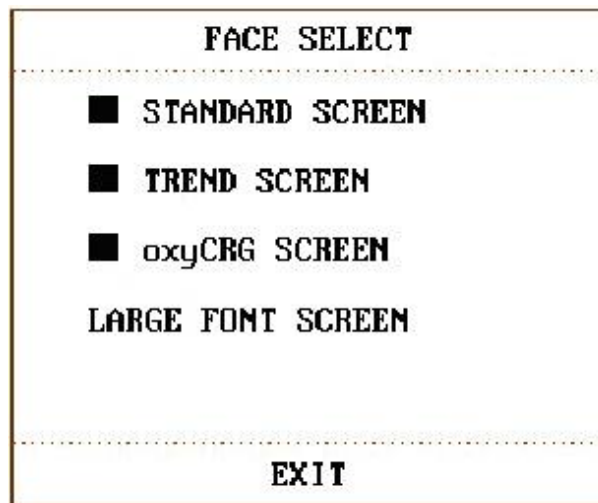 FACE SELECT
■ STANDARD SCREEN
■ TREND SCREEN
■ oxyCRG SCREEN
LARGE FONT SCREEN
EXIT